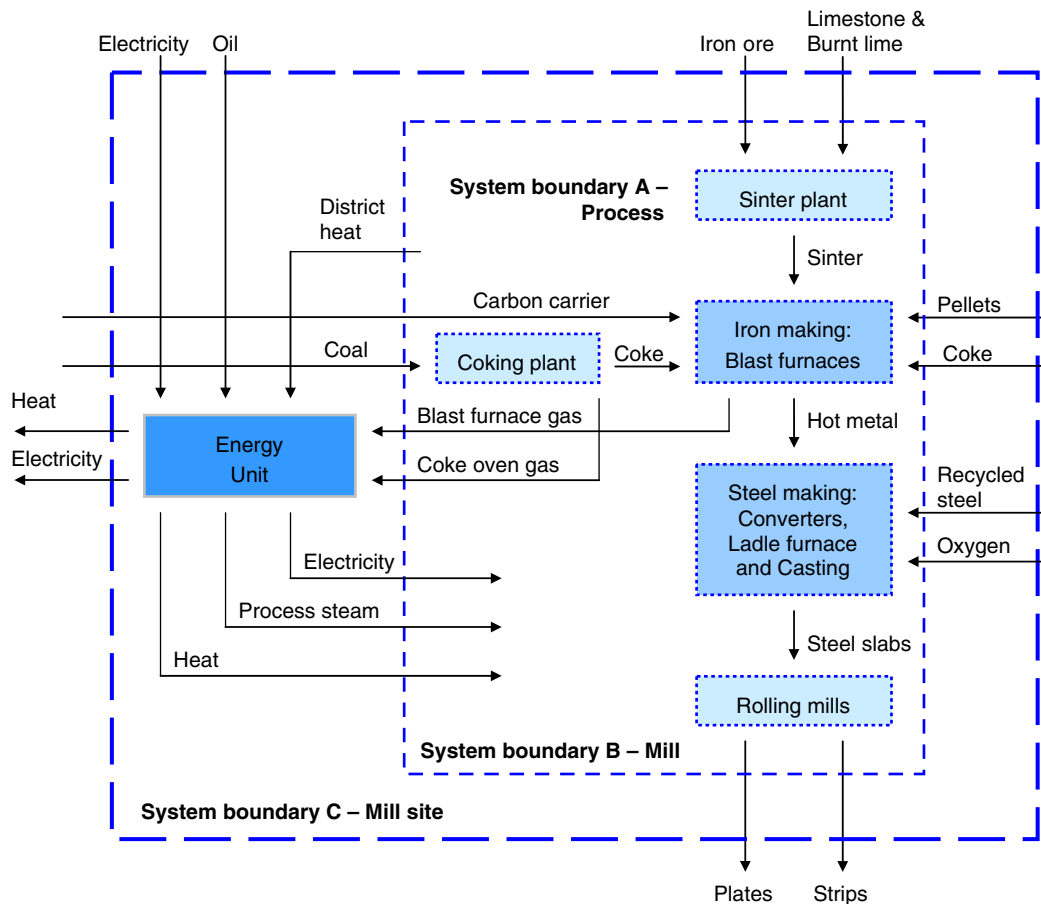 Electricity
Oil
Iron ore
Limestone &
Burnt lime
System boundary A –
Process
Sinter plant
District
heat
Sinter
Carbon carrier
Pellets
Iron making:
Blast furnaces
Coal
Coking plant
Coke
Coke
Heat
Blast furnace gas
Hot metal
Energy
Unit
Electricity
Coke oven gas
Recycled
steel
Steel making:
Converters,
Ladle furnace
and Casting
Oxygen
Electricity
Process steam
Heat
Steel slabs
Rolling mills
System boundary B – Mill
System boundary C – Mill site
Plates
Strips